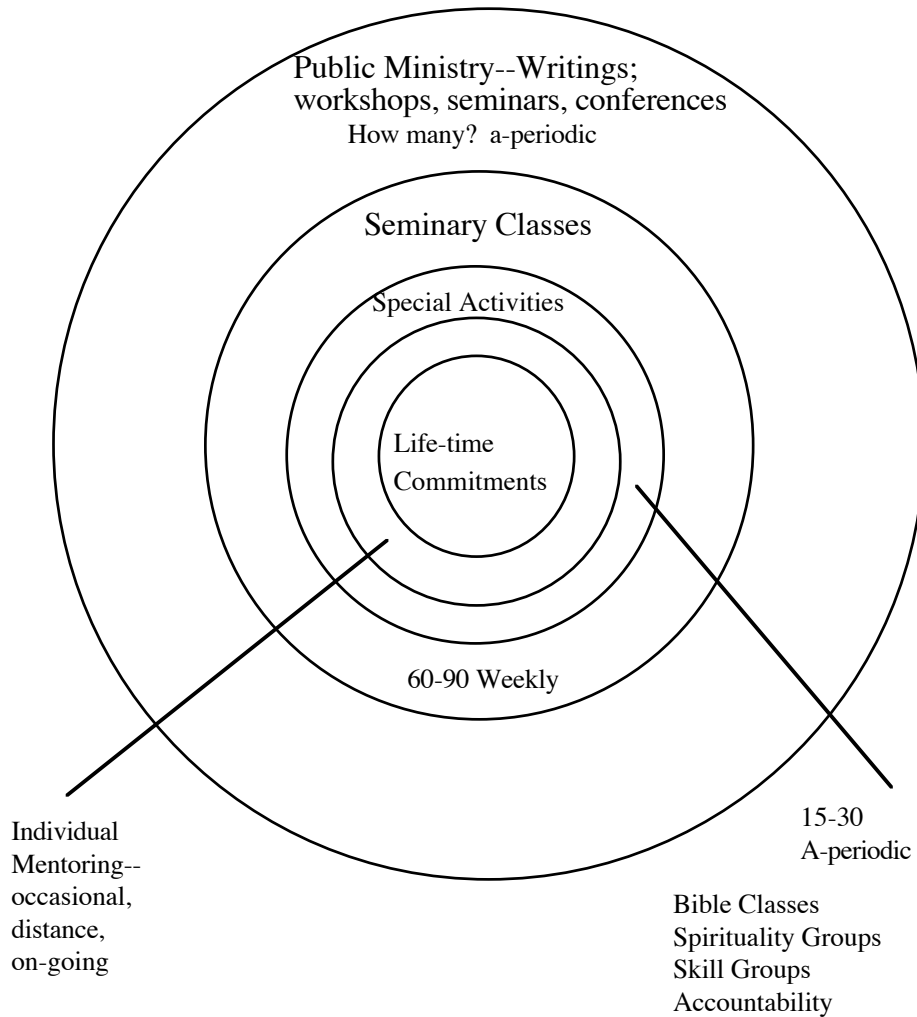 Public Ministry--Writings;
workshops, seminars, conferences
How many?  a-periodic
Seminary Classes
Special Activities
Life-time
Commitments
60-90 Weekly
Individual
Mentoring--
occasional,
distance,
on-going
15-30
A-periodic
Bible Classes
Spirituality Groups
Skill Groups
Accountability